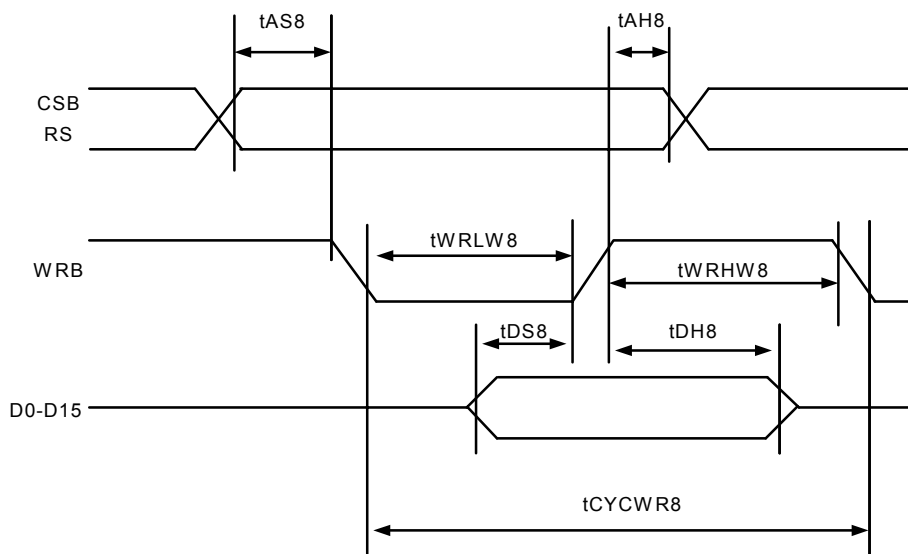 tAS8
tAH8
CSB
RS
tWRLW8
WRB
tWRHW8
tDS8
tDH8
D0-D15
tCYCWR8